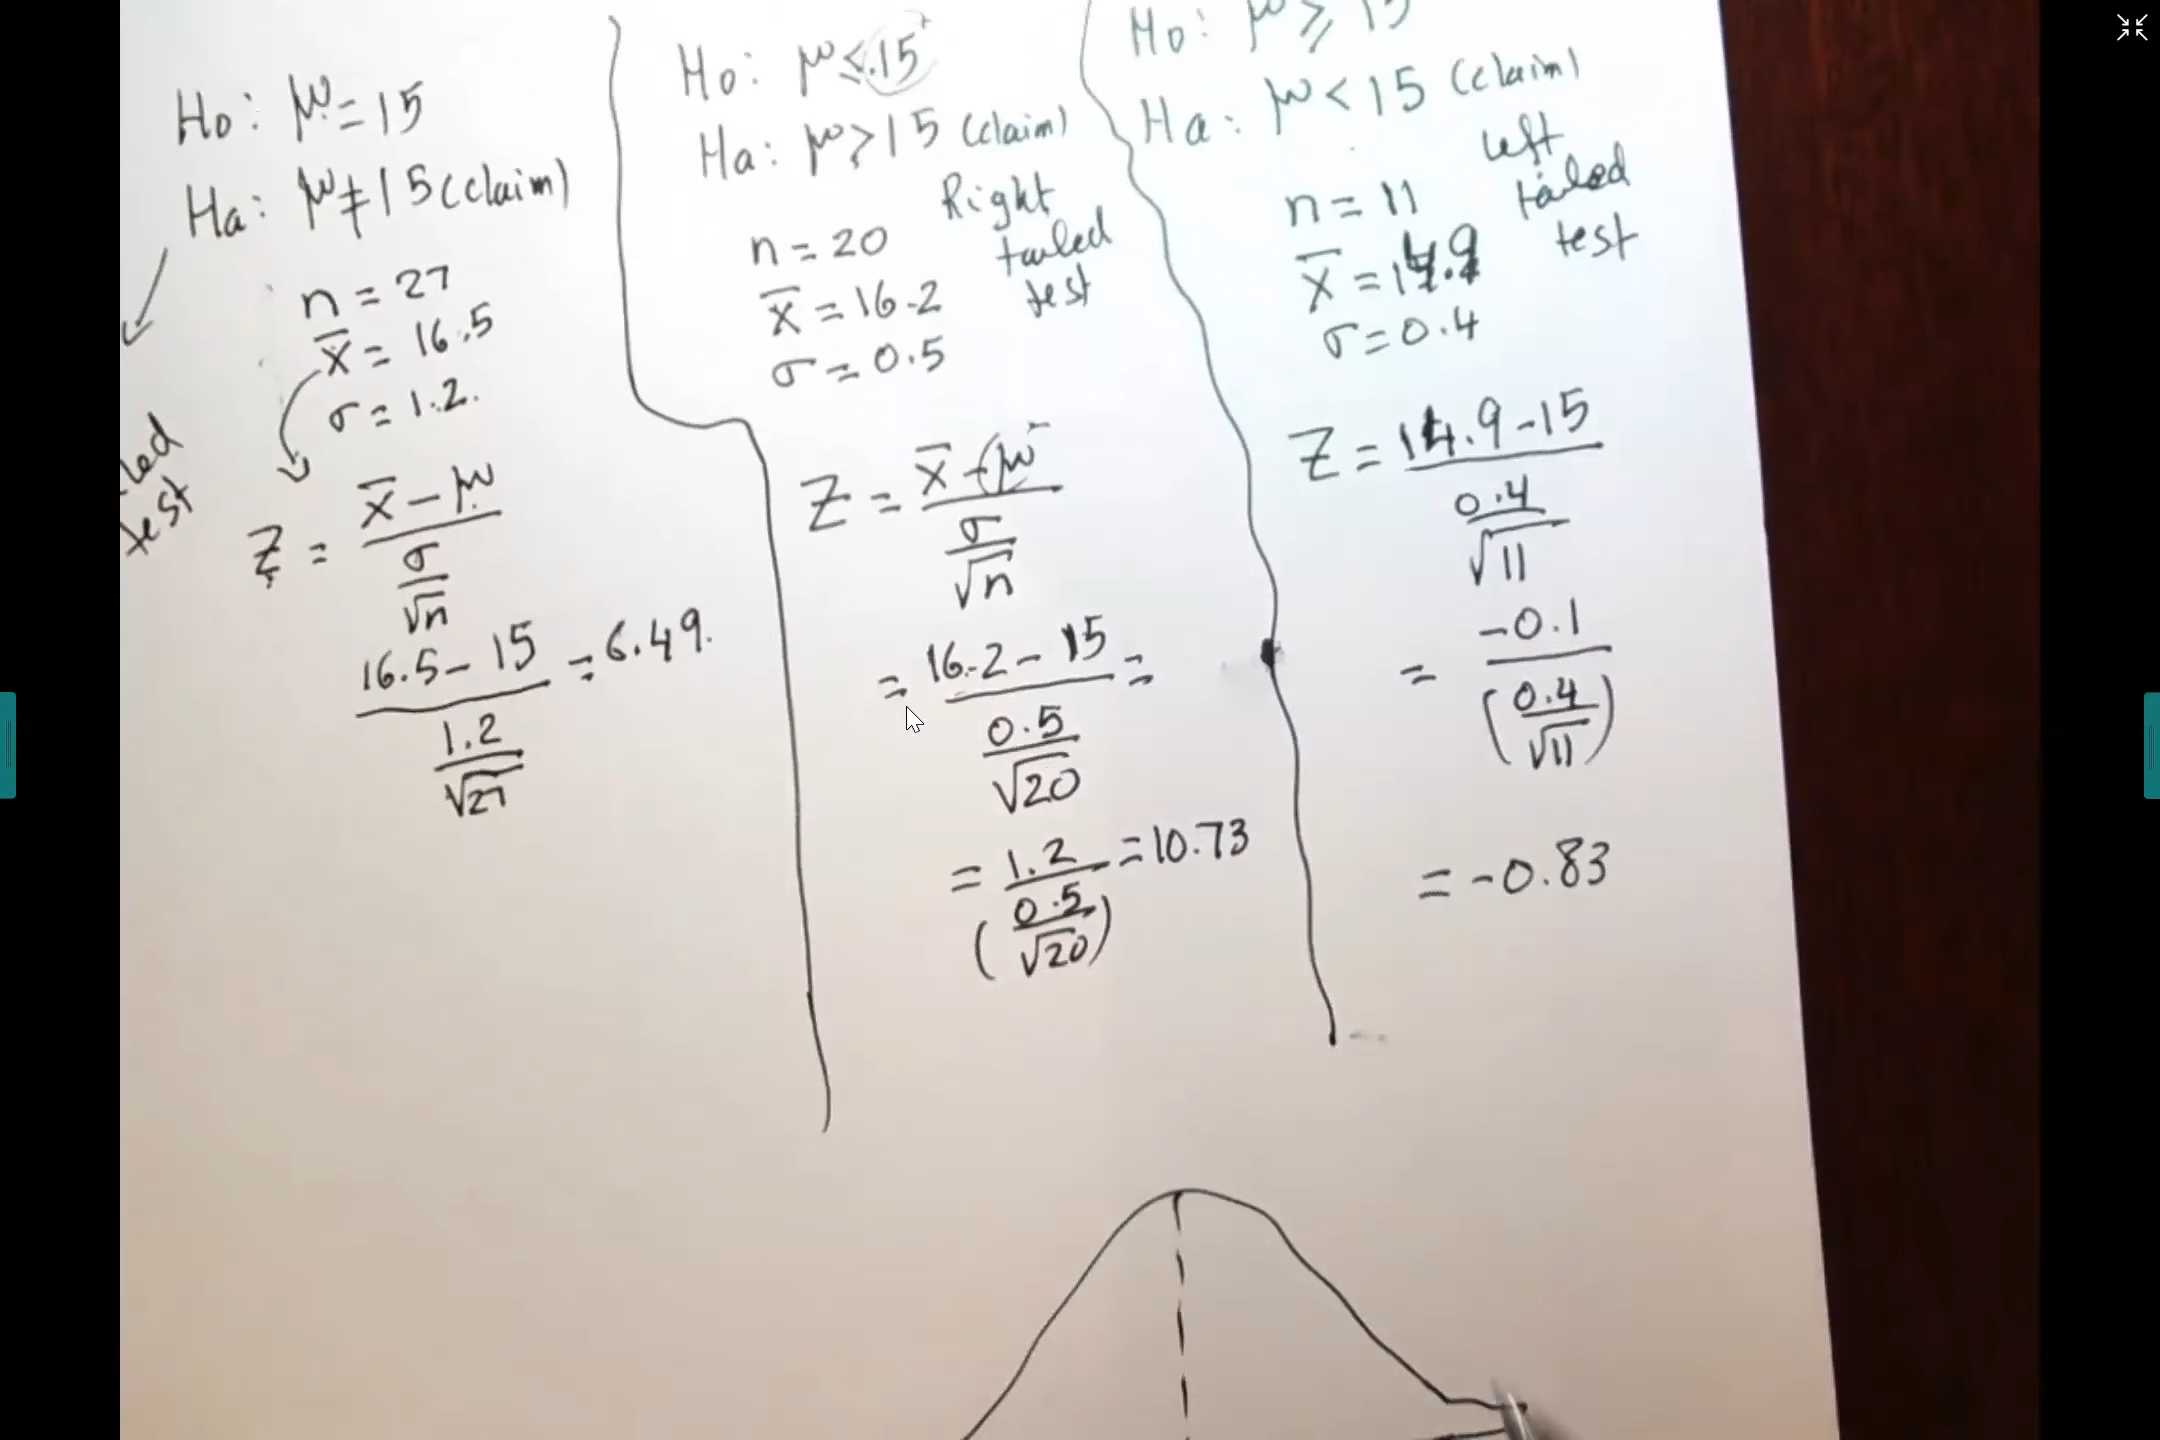 Ho: μ = 15
Ha: μ ≠ 15 (claim)
n = 27
x̄ = 16.5
σ = 1.2.
test
Z = (x̄ - μ) / (σ/√n)
(16.5 - 15) / (1.2/√27) = 6.49.
Ho: μ ≤ 15
Ha: μ > 15 (claim)
Right
tailed
test
n = 20
x̄ = 16.2
σ = 0.5
Z = (x̄ - μ) / (σ/√n)
= (16.2 - 15) / (0.5/√20) =
= 1.2 / (0.5/√20) = 10.73
Ho: μ ≥ 15
Ha: μ < 15 (claim)
left
tailed
test
n = 11
x̄ = 14.9
σ = 0.4
Z = (14.9 - 15) / (0.4/√11)
= -0.1 / (0.4/√11)
= -0.83